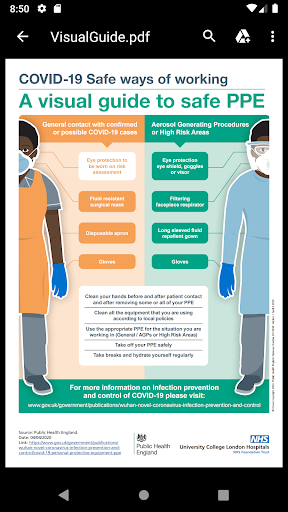 8:50
VisualGuide.pdf
COVID-19 Safe ways of working
A visual guide to safe PPE
General contact with confirmed
or possible COVID-19 cases
Aerosol Generating Procedures
or High Risk Areas
Eye protection to
be worn on risk
assessment
Eye protection
eye shield, goggles
or visor
Fluid resistant
surgical mask
Filtering
facepiece respirator
Disposable apron
Long sleeved fluid
repellent gown
Gloves
Gloves
Clean your hands before and after patient contact
and after removing some or all of your PPE
Clean all the equipment that you are using
according to local policies
Use the appropriate PPE for the situation you are
working in (General / AGPs or High Risk Areas)
Take off your PPE safely
Take breaks and hydrate yourself regularly
For more information on infection prevention
and control of COVID-19 please visit:
www.gov.uk/government/publications/wuhan-novel-coronavirus-infection-prevention-and-control
Source: Public Health England.
Date: 06/04/2020
Link: https://www.gov.uk/government/publications/
wuhan-novel-coronavirus-infection-prevention-and-
control/covid-19-personal-protective-equipment-ppe
Public Health
England
NHS
University College London Hospitals
NHS Foundation Trust